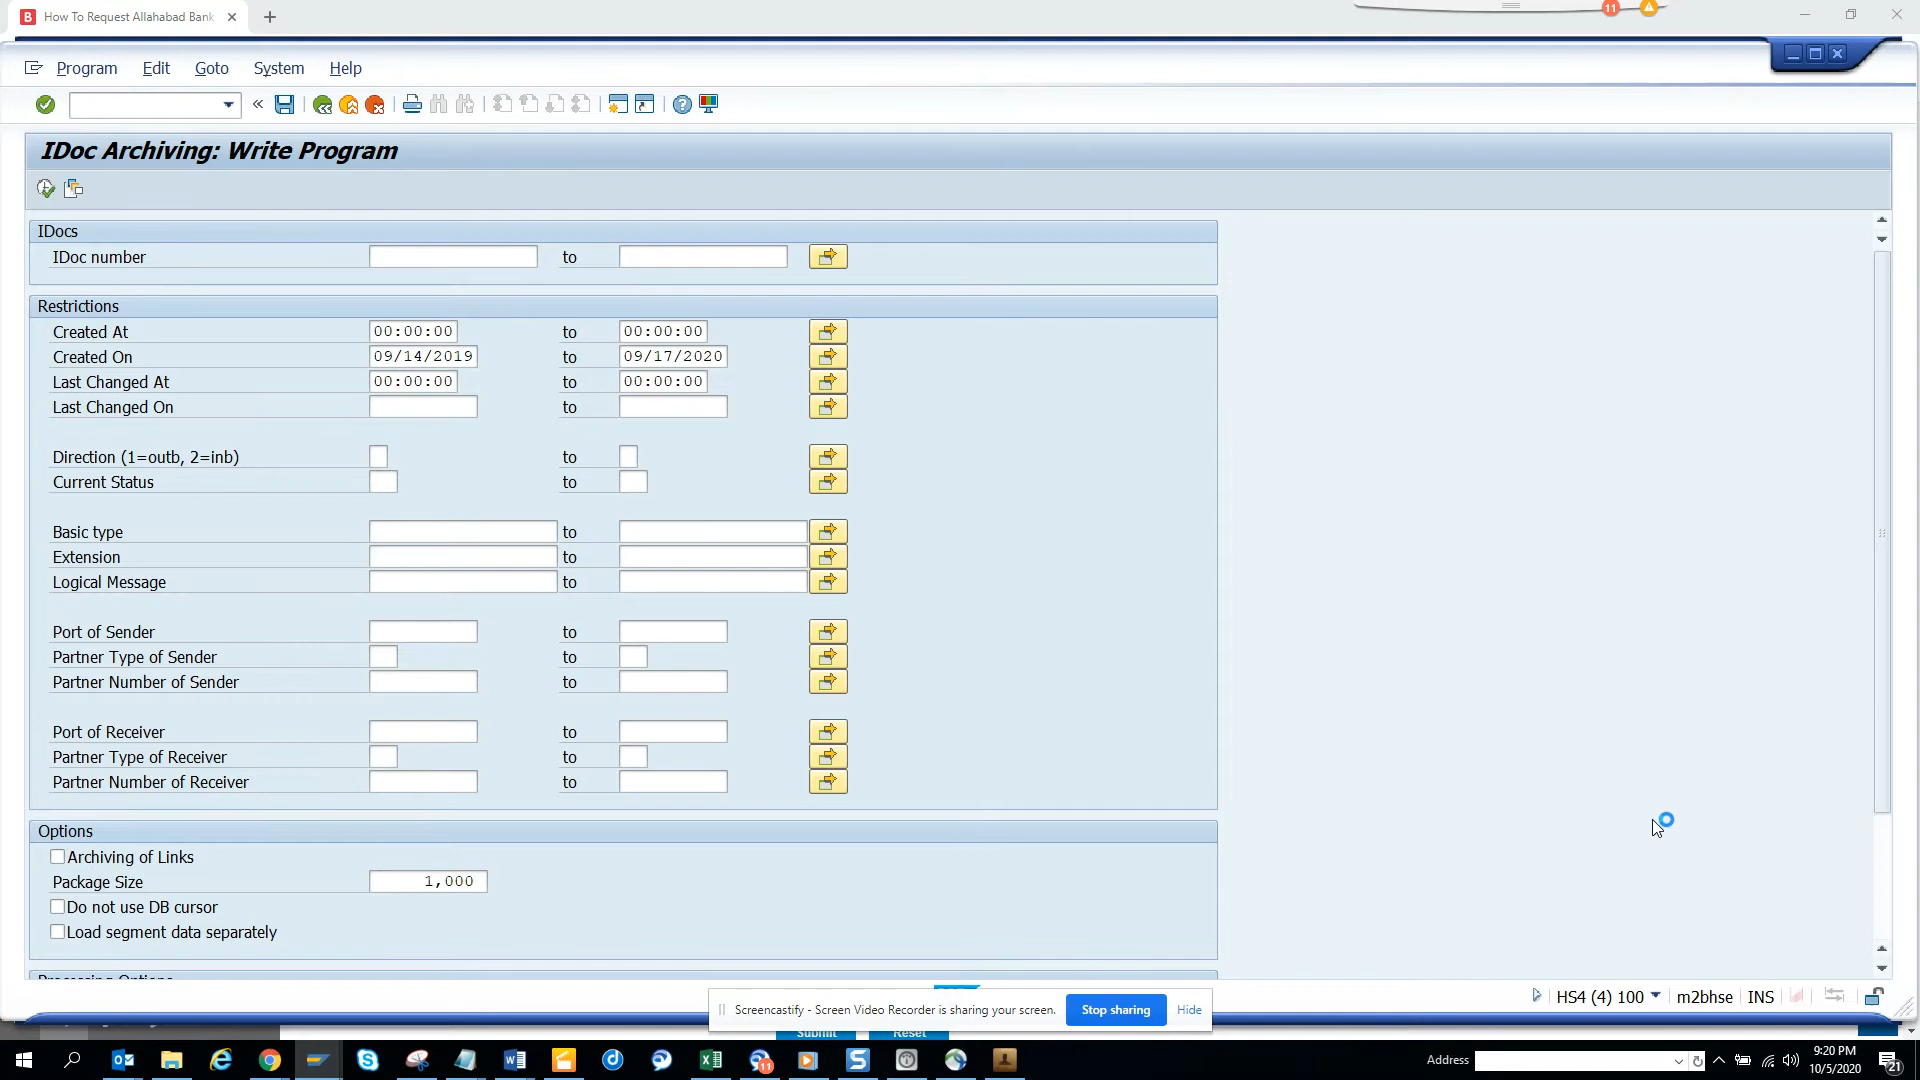 How To Request Allahabad Bank
11
Program Edit Goto System Help
IDoc Archiving: Write Program
IDocs
IDoc number to
Restrictions
Created At 00:00:00 to 00:00:00
Created On 09/14/2019 to 09/17/2020
Last Changed At 00:00:00 to 00:00:00
Last Changed On to
Direction (1=outb, 2=inb) to
Current Status to
Basic type to
Extension to
Logical Message to
Port of Sender to
Partner Type of Sender to
Partner Number of Sender to
Port of Receiver to
Partner Type of Receiver to
Partner Number of Receiver to
Options
Archiving of Links
Package Size 1,000
Do not use DB cursor
Load segment data separately
Processing Options
Screencastify - Screen Video Recorder is sharing your screen. Stop sharing Hide
HS4 (4) 100 m2bhse INS
Submit Reset
Address
9:20 PM
10/5/2020
11
21